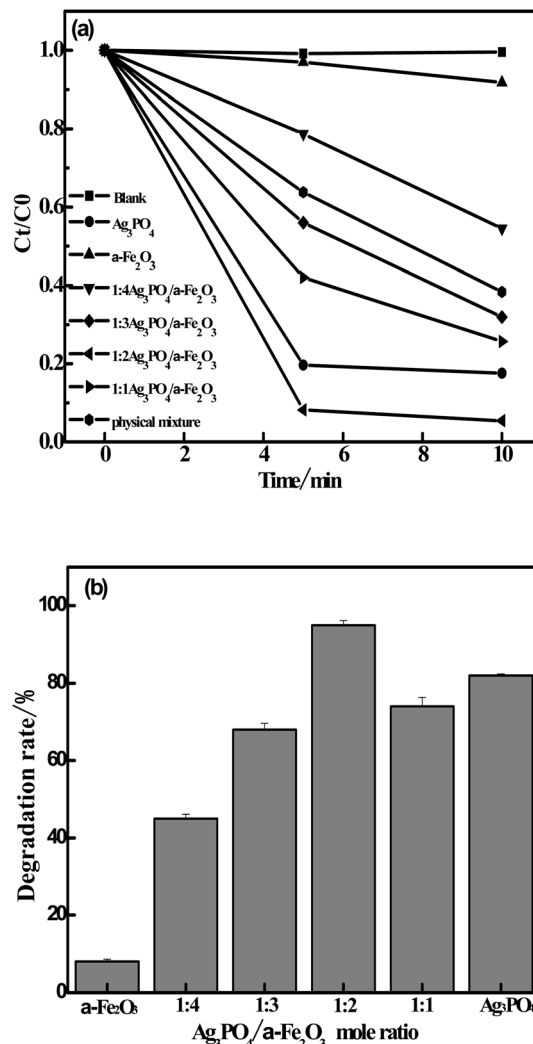 (a)
1.0
0.8
0.6
0.4
0.2
0.0
Ct/C0
Blank
Ag3PO4
a-Fe2O3
1:4Ag3PO4/a-Fe2O3
1:3Ag3PO4/a-Fe2O3
1:2Ag3PO4/a-Fe2O3
1:1Ag3PO4/a-Fe2O3
physical mixture
0 2 4 6 8 10
Time/min
(b)
100
80
60
40
20
0
Degradation rate/%
a-Fe2O3 1:4 1:3 1:2 1:1 Ag3PO4
Ag3PO4/a-Fe2O3 mole ratio